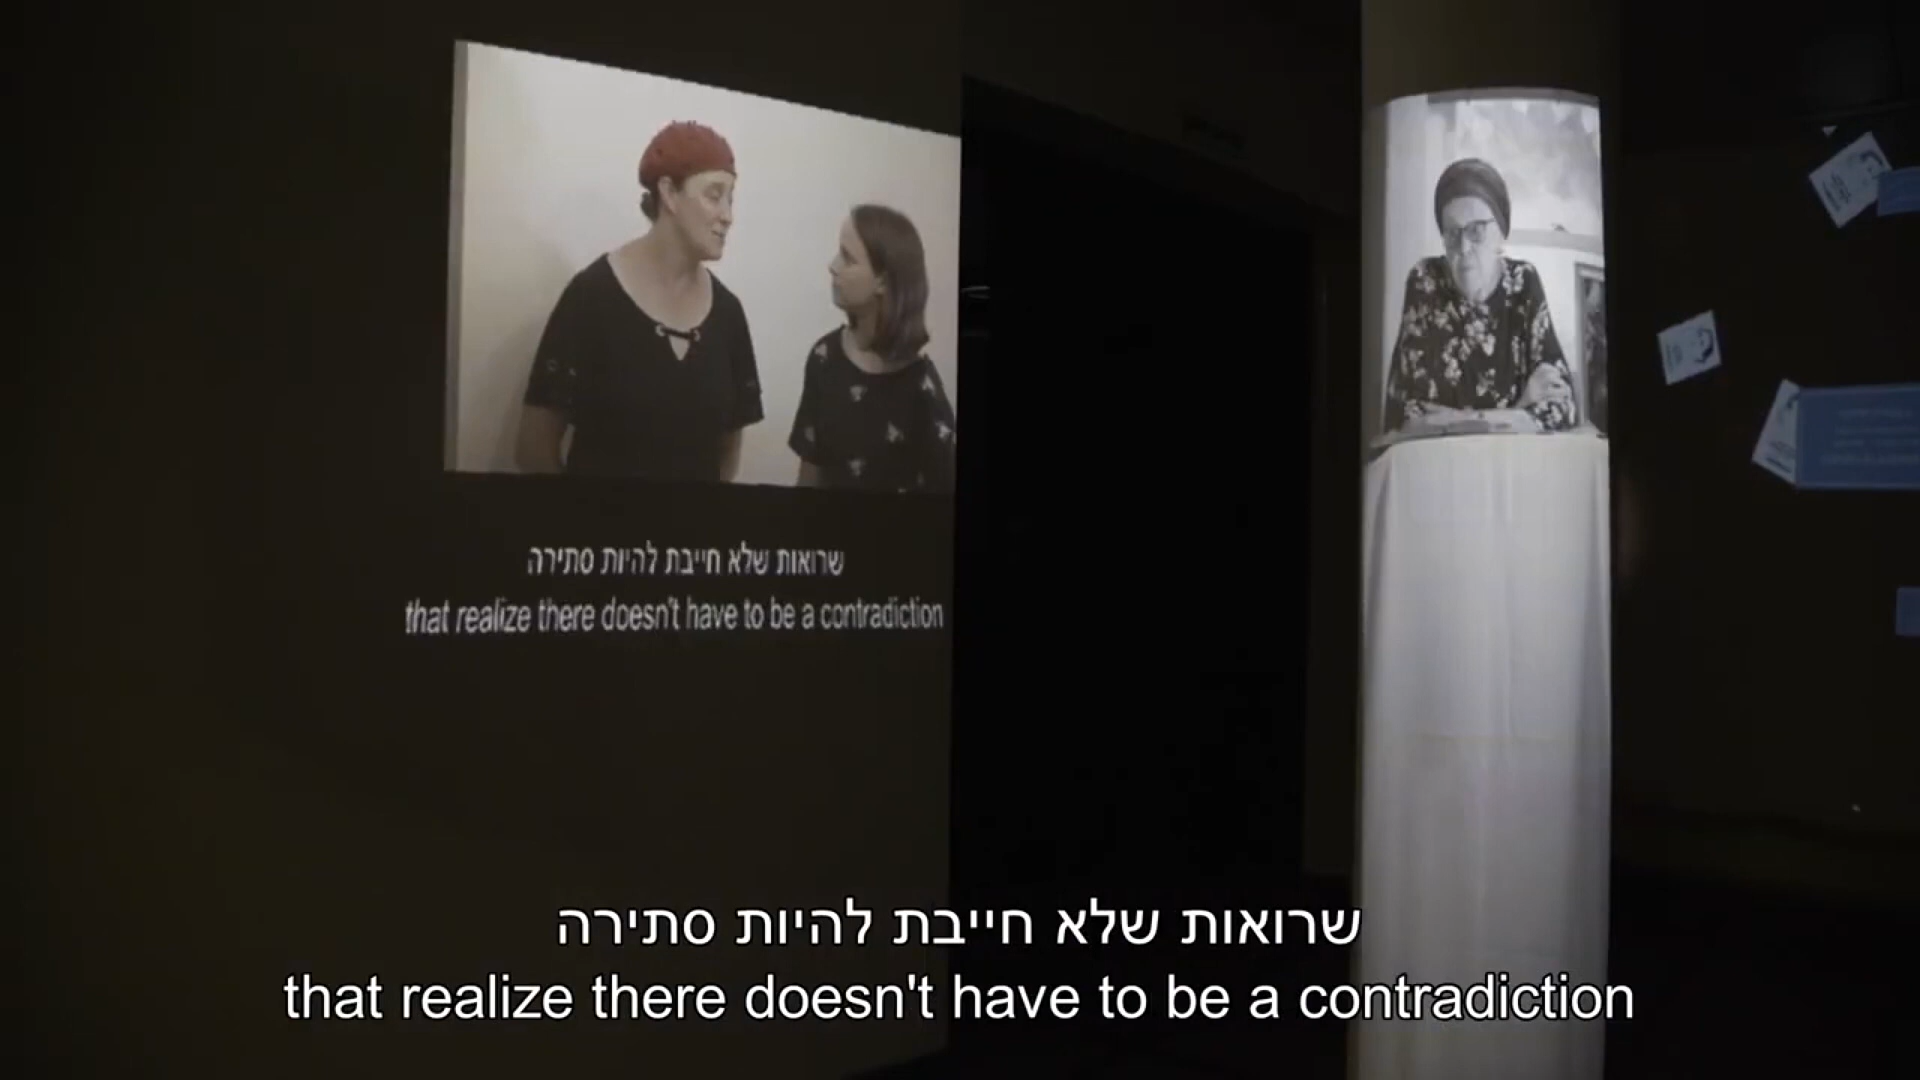 שרואות שלא חייבת להיות סתירה
that realize there doesn't have to be a contradiction
שרואות שלא חייבת להיות סתירה
that realize there doesn't have to be a contradiction